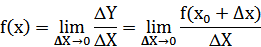 f(x) = lim ΔX→0 ΔY/ΔX = lim ΔX→0 f(x₀ + Δx)/ΔX